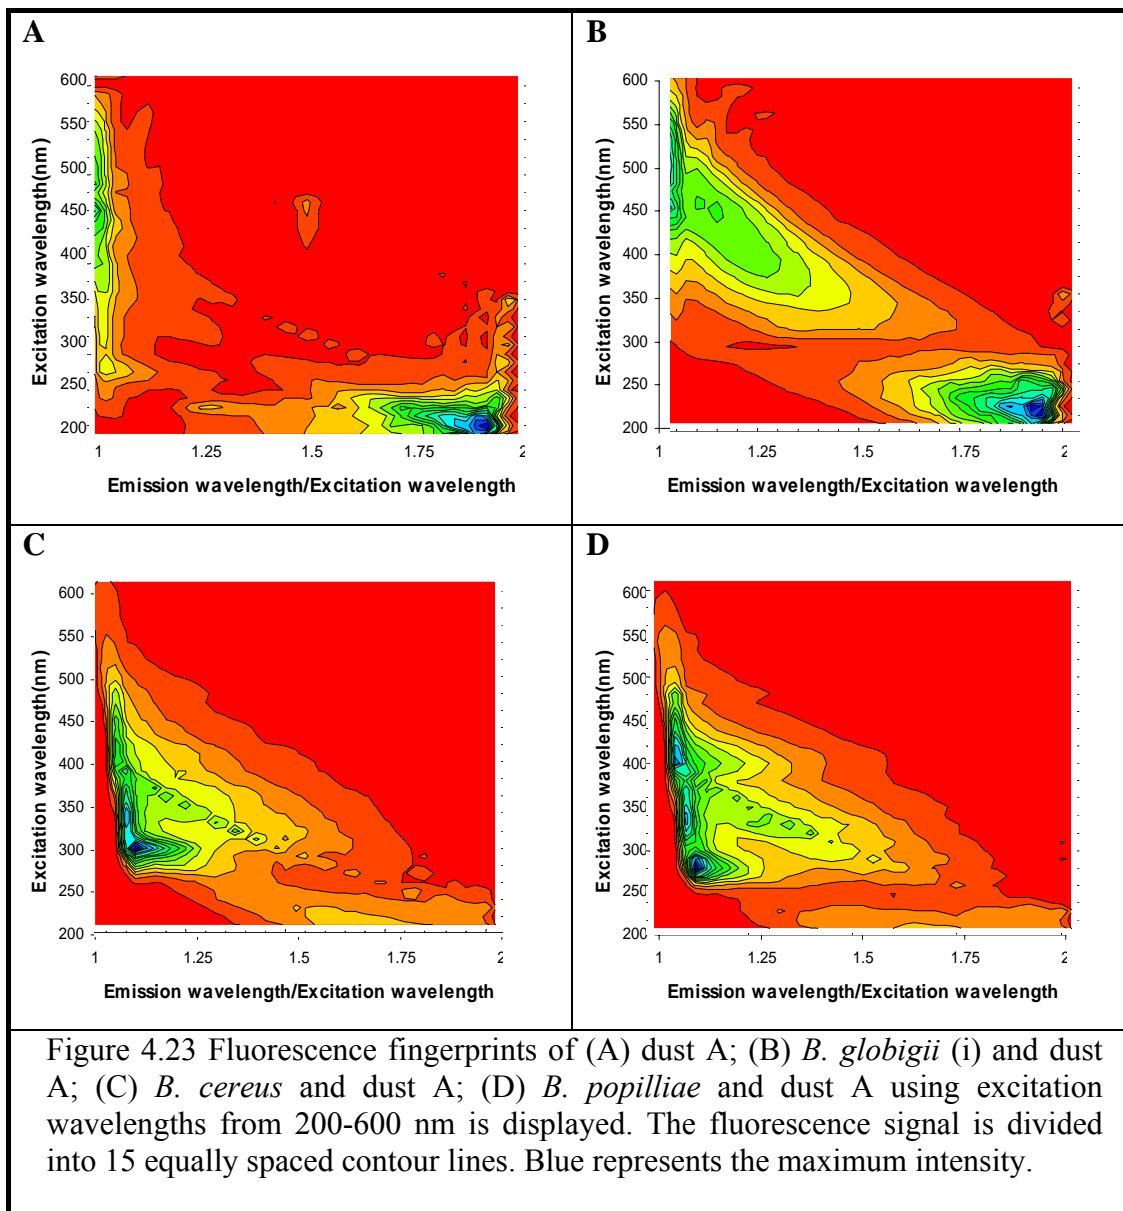 A
600
550
500
450
400
350
300
250
200
Excitation wavelength(nm)
1 1.25 1.5 1.75 2
Emission wavelength/Excitation wavelength
B
600
550
500
450
400
350
300
250
200
Excitation wavelength(nm)
1 1.25 1.5 1.75 2
Emission wavelength/Excitation wavelength
C
600
550
500
450
400
350
300
250
200
Excitation wavelength(nm)
1 1.25 1.5 1.75 2
Emission wavelength/Excitation wavelength
D
600
550
500
450
400
350
300
250
200
Excitation wavelength(nm)
1 1.25 1.5 1.75 2
Emission wavelength/Excitation wavelength
Figure 4.23 Fluorescence fingerprints of (A) dust A; (B) B. globigii (i) and dust
A; (C) B. cereus and dust A; (D) B. popilliae and dust A using excitation
wavelengths from 200-600 nm is displayed. The fluorescence signal is divided
into 15 equally spaced contour lines. Blue represents the maximum intensity.